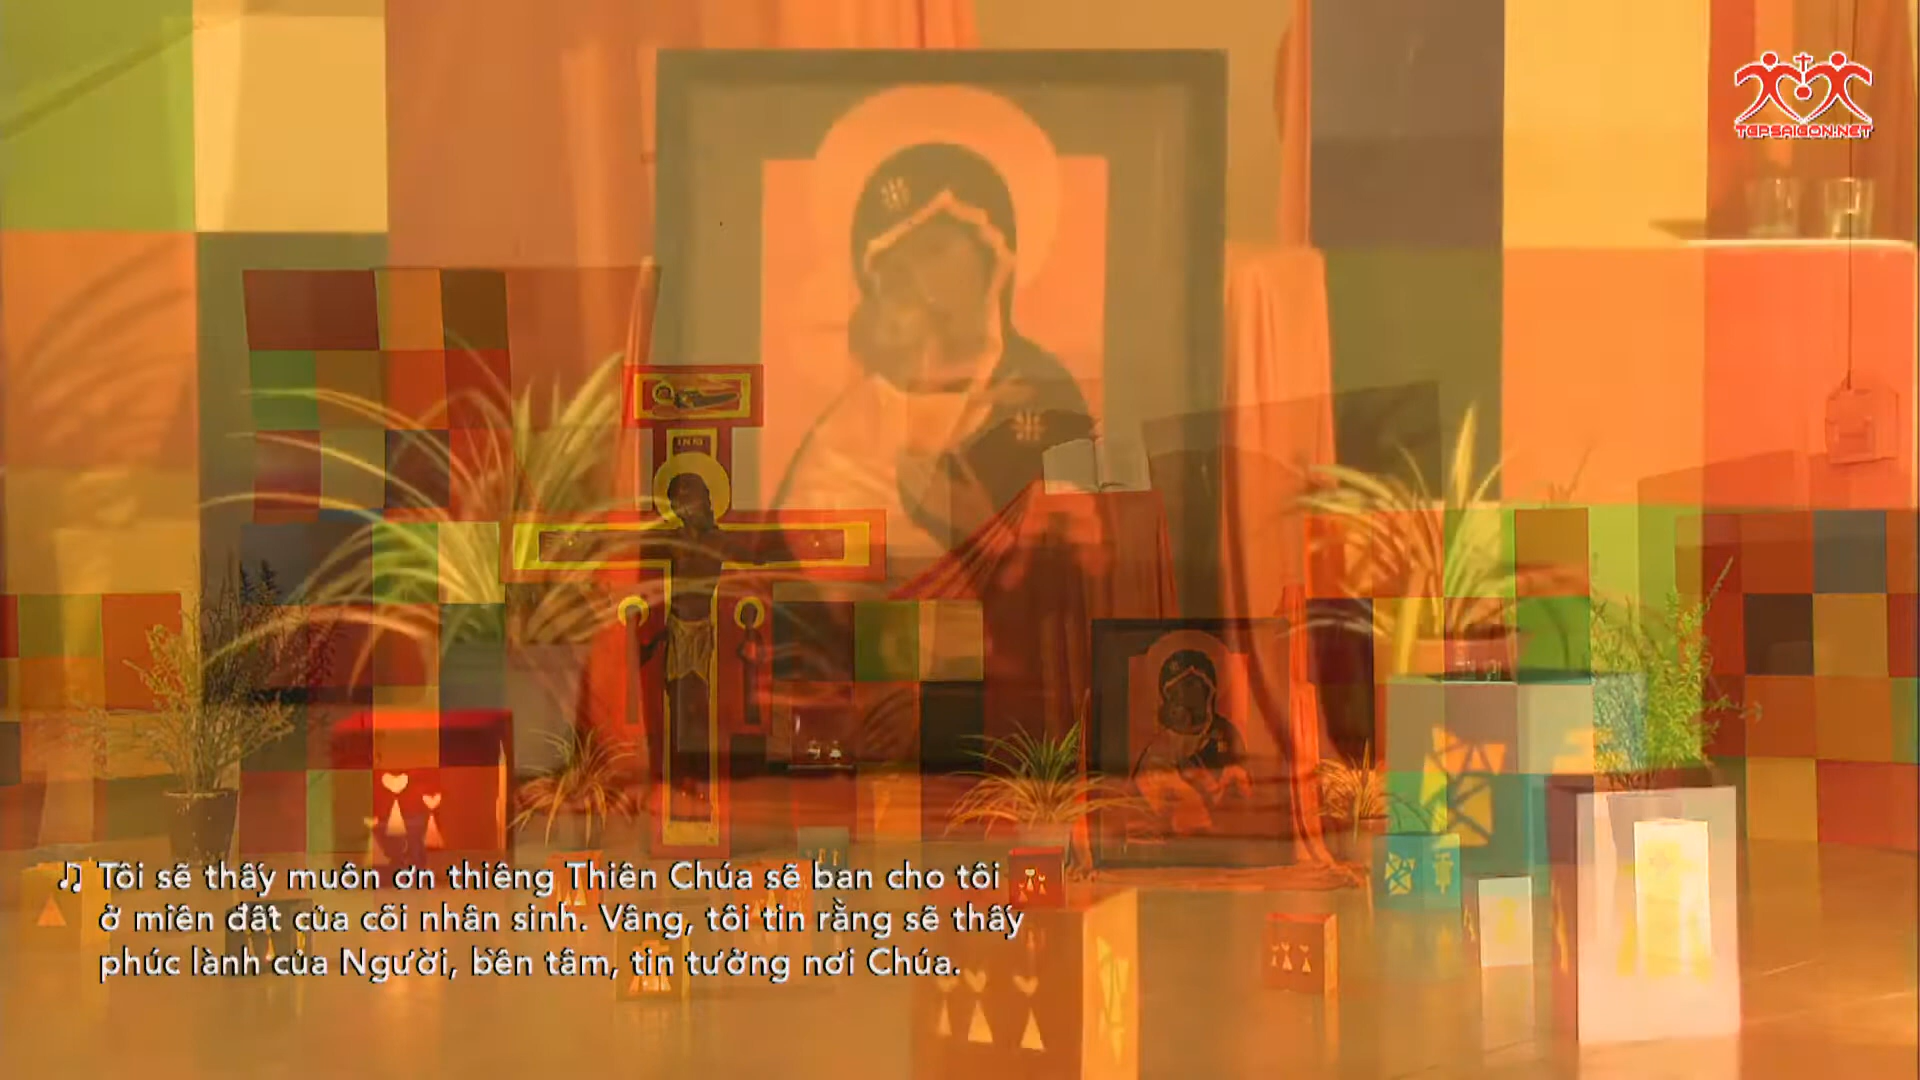 TGPSAIGON.NET
♫ Tôi sẽ thấy muôn ơn thiêng Thiên Chúa sẽ ban cho tôi
ở miền đất của cõi nhân sinh. Vâng, tôi tin rằng sẽ thấy
phúc lành của Người, bền tâm, tin tưởng nơi Chúa.